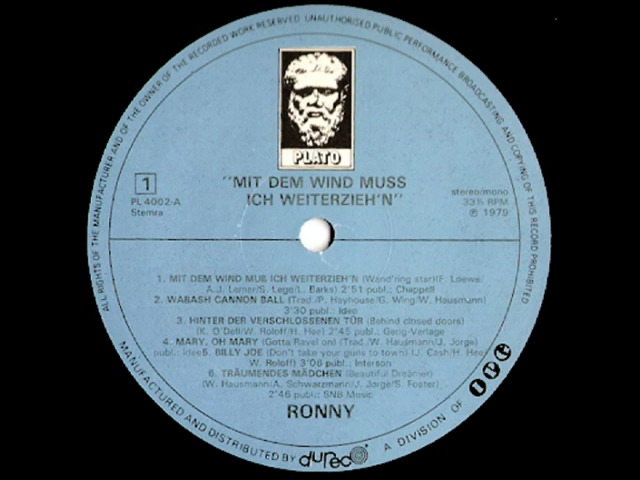 ALL RIGHTS OF THE MANUFACTURER AND OF THE OWNER OF THE RECORDED WORK RESERVED UNAUTHORISED PUBLIC PERFORMANCE BROADCASTING AND COPYING OF THIS RECORD PROHIBITED
PLATO
"MIT DEM WIND MUSS
ICH WEITERZIEH'N"
1
PL 4002-A
Stemra
stereo/mono
33⅓ RPM
℗ 1979
1. MIT DEM WIND MUß ICH WEITERZIEH'N (Wand'ring star)(F. Loewe/
A.J. Lerner/S. Lego/L. Barks) 2'51 publ.: Chappell
2. WABASH CANNON BALL (Trad./P. Hayhouse/G. Wing/W. Hausmann)
3'30 publ.: Idee
3. HINTER DER VERSCHLOSSENEN TÜR (Behind closed doors)
(K. O'Dell/W. Roloff/H. Hee) 2'45 publ.: Gerig-Verlage
4. MARY, OH MARY (Gotta Ravel on) (Trad./W. Hausmann/J. Jorge)
publ.: Idee5. BILLY JOE (Don't take your guns to town) (J. Cash/H. Hee/
W. Roloff) 3'06 publ.: Interson
6. TRÄUMENDES MÄDCHEN (Beautiful Dreamer)
(W. Hausmann/A. Schwarzmann/J. Jorge/S. Foster)
2'46 publ.: SNB Music
RONNY
MANUFACTURED AND DISTRIBUTED BY dureco A DIVISION OF